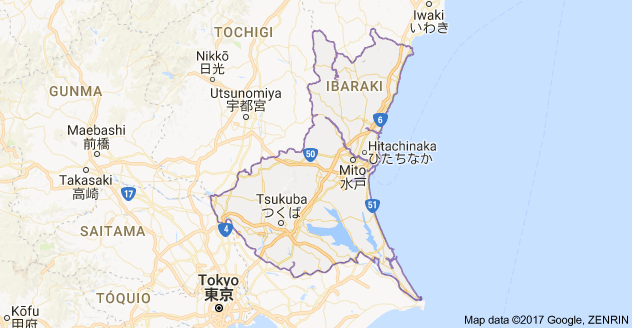 Iwaki
いわき
TOCHIGI
Nikkō
日光
IBARAKI
GUNMA
Utsunomiya
宇都宮
6
Maebashi
前橋
Hitachinaka
ひたちなか
50
Mito
水戸
Takasaki
高崎
17
Tsukuba
つくば
51
SAITAMA
4
Tokyo
東京
TÓQUIO
Kōfu
甲府
Map data ©2017 Google, ZENRIN